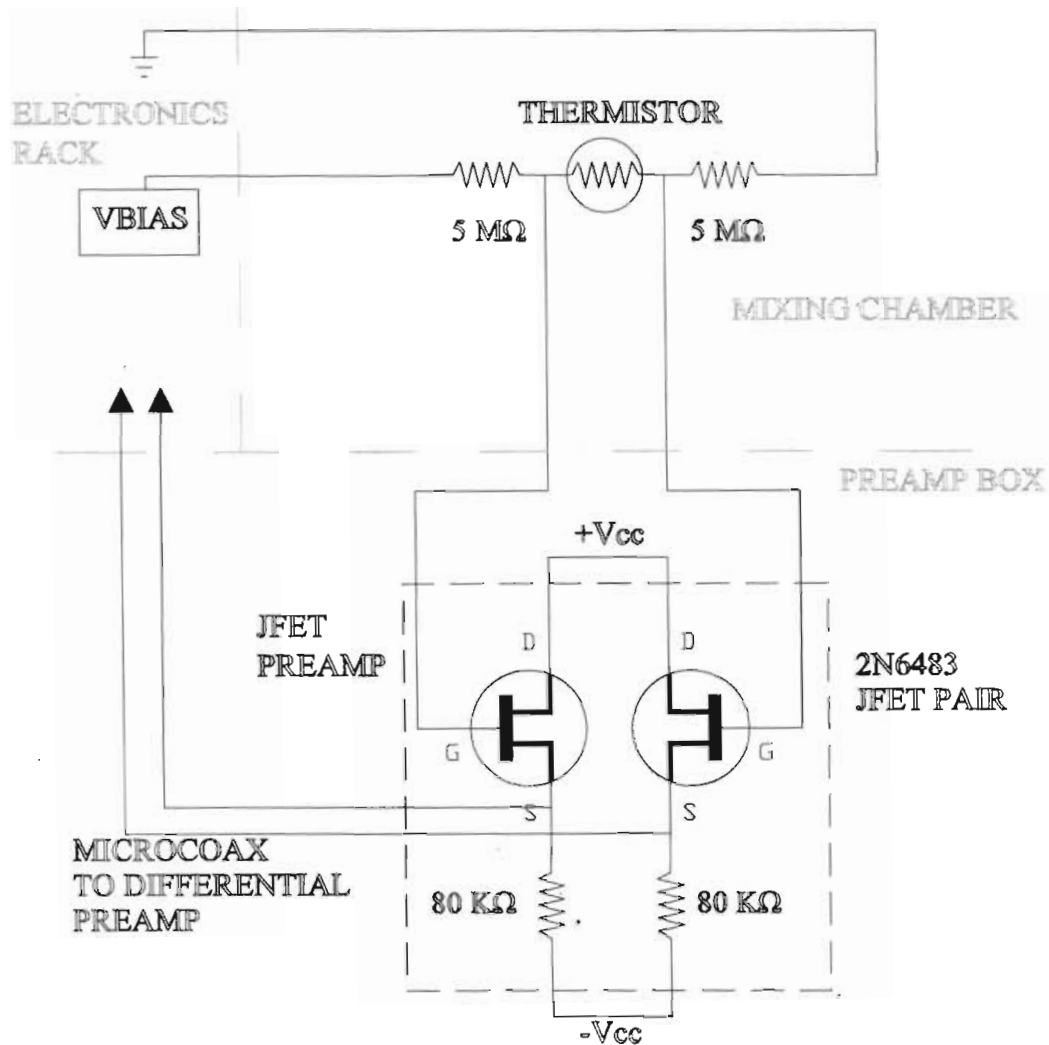 ELECTRONICS
RACK
THERMISTOR
VBIAS
5 MΩ
5 MΩ
MIXING CHAMBER
PREAMP BOX
+Vcc
JFET
PREAMP
D
D
2N6483
JFET PAIR
G
G
S
S
MICROCOAX
TO DIFFERENTIAL
PREAMP
80 KΩ
80 KΩ
-Vcc